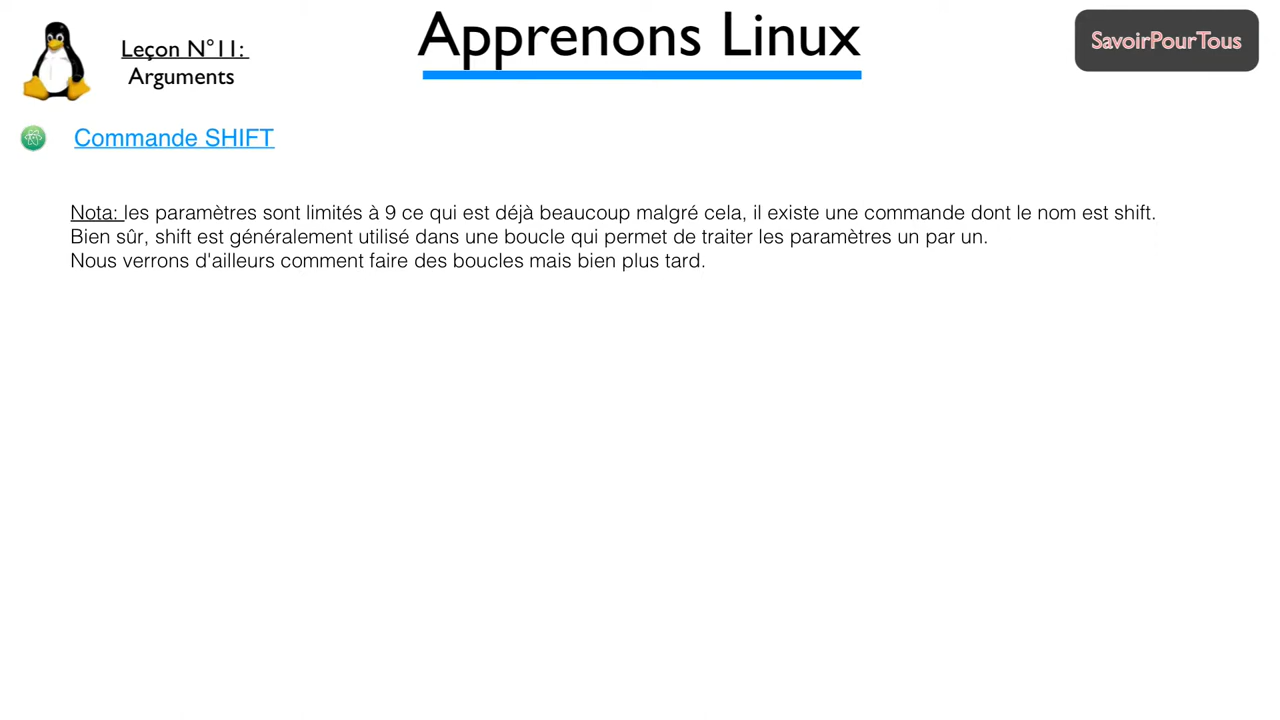 Leçon N°11:
Arguments
Apprenons Linux
SavoirPourTous
Commande SHIFT
Nota: les paramètres sont limités à 9 ce qui est déjà beaucoup malgré cela, il existe une commande dont le nom est shift.
Bien sûr, shift est généralement utilisé dans une boucle qui permet de traiter les paramètres un par un.
Nous verrons d'ailleurs comment faire des boucles mais bien plus tard.